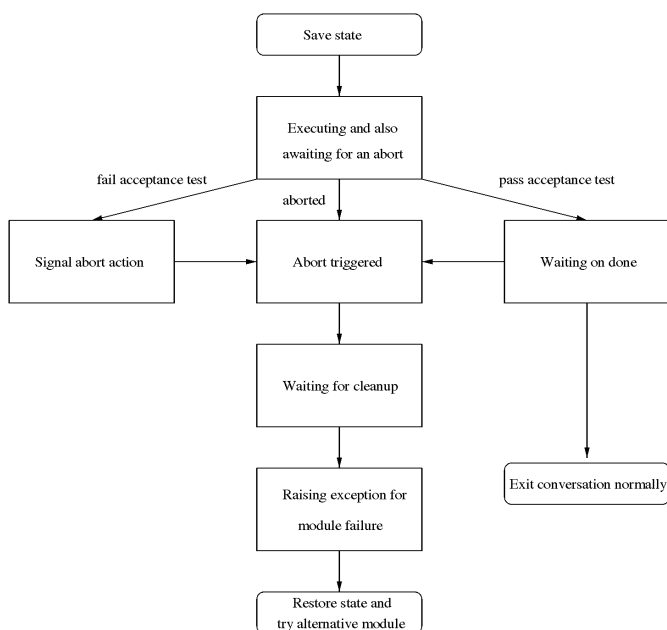 Save state
Executing and also
awaiting for an abort
fail acceptance test
aborted
pass acceptance test
Signal abort action
Abort triggered
Waiting on done
Waiting for cleanup
Raising exception for
module failure
Exit conversation normally
Restore state and
try alternative module